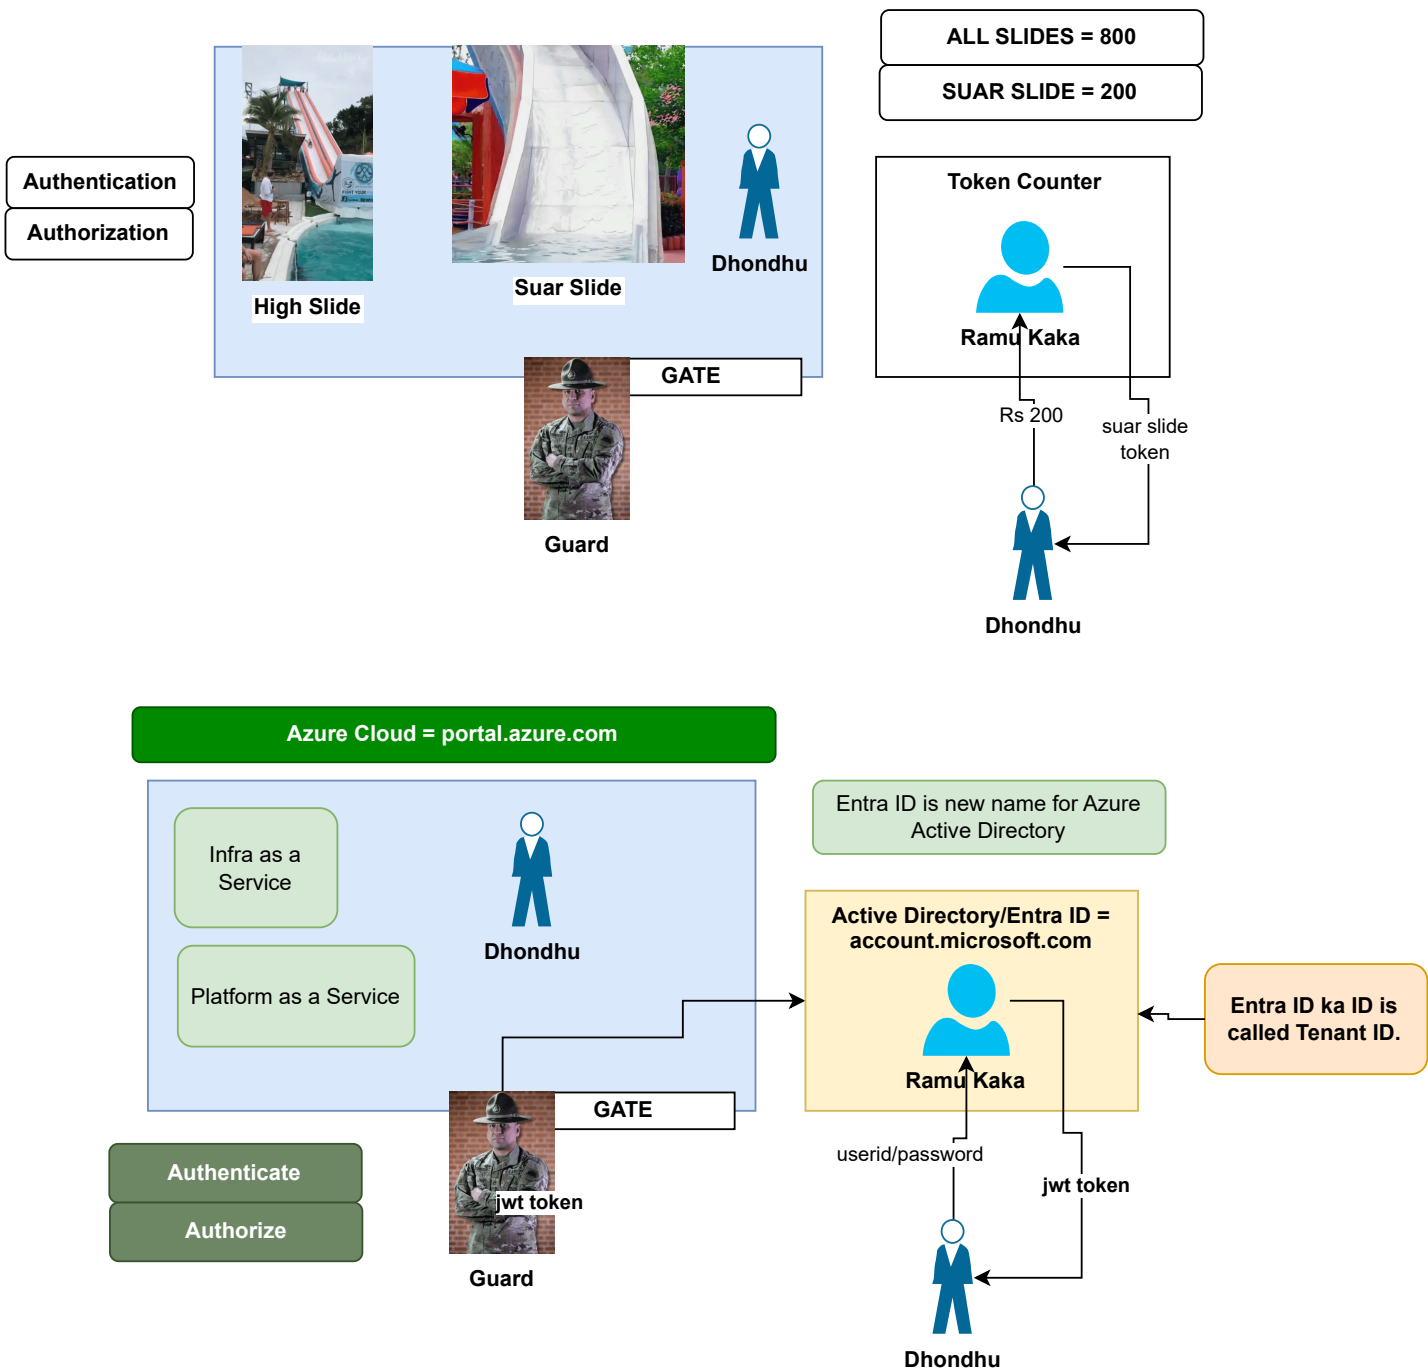 ALL SLIDES = 800
SUAR SLIDE = 200
Authentication
Authorization
High Slide
Suar Slide
Dhondhu
Token Counter
Ramu Kaka
GATE
Guard
Rs 200
suar slide
token
Dhondhu
Azure Cloud = portal.azure.com
Infra as a
Service
Platform as a Service
Dhondhu
Entra ID is new name for Azure
Active Directory
Active Directory/Entra ID =
account.microsoft.com
Ramu Kaka
Entra ID ka ID is
called Tenant ID.
GATE
Authenticate
Authorize
jwt token
Guard
userid/password
jwt token
Dhondhu